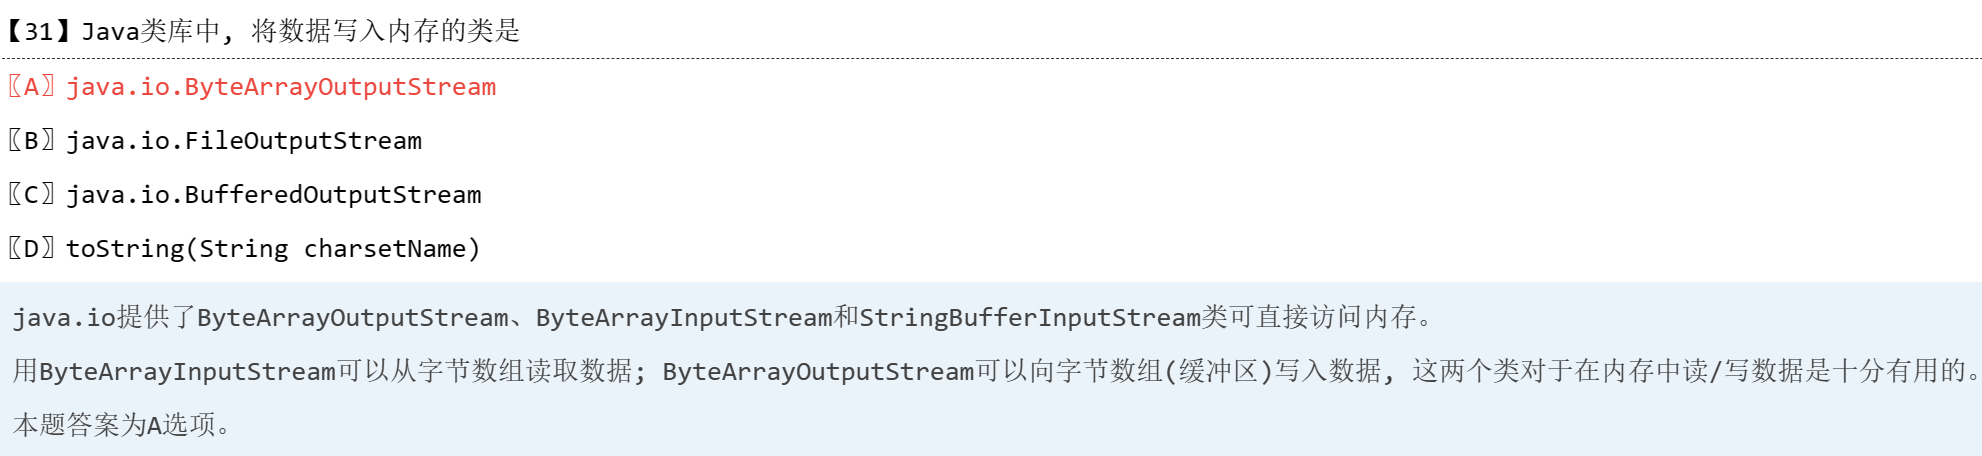 【31】Java类库中, 将数据写入内存的类是
〖A〗java.io.ByteArrayOutputStream
〖B〗java.io.FileOutputStream
〖C〗java.io.BufferedOutputStream
〖D〗toString(String charsetName)
java.io提供了ByteArrayOutputStream、ByteArrayInputStream和StringBufferInputStream类可直接访问内存。
用ByteArrayInputStream可以从字节数组读取数据; ByteArrayOutputStream可以向字节数组(缓冲区)写入数据, 这两个类对于在内存中读/写数据是十分有用的。
本题答案为A选项。